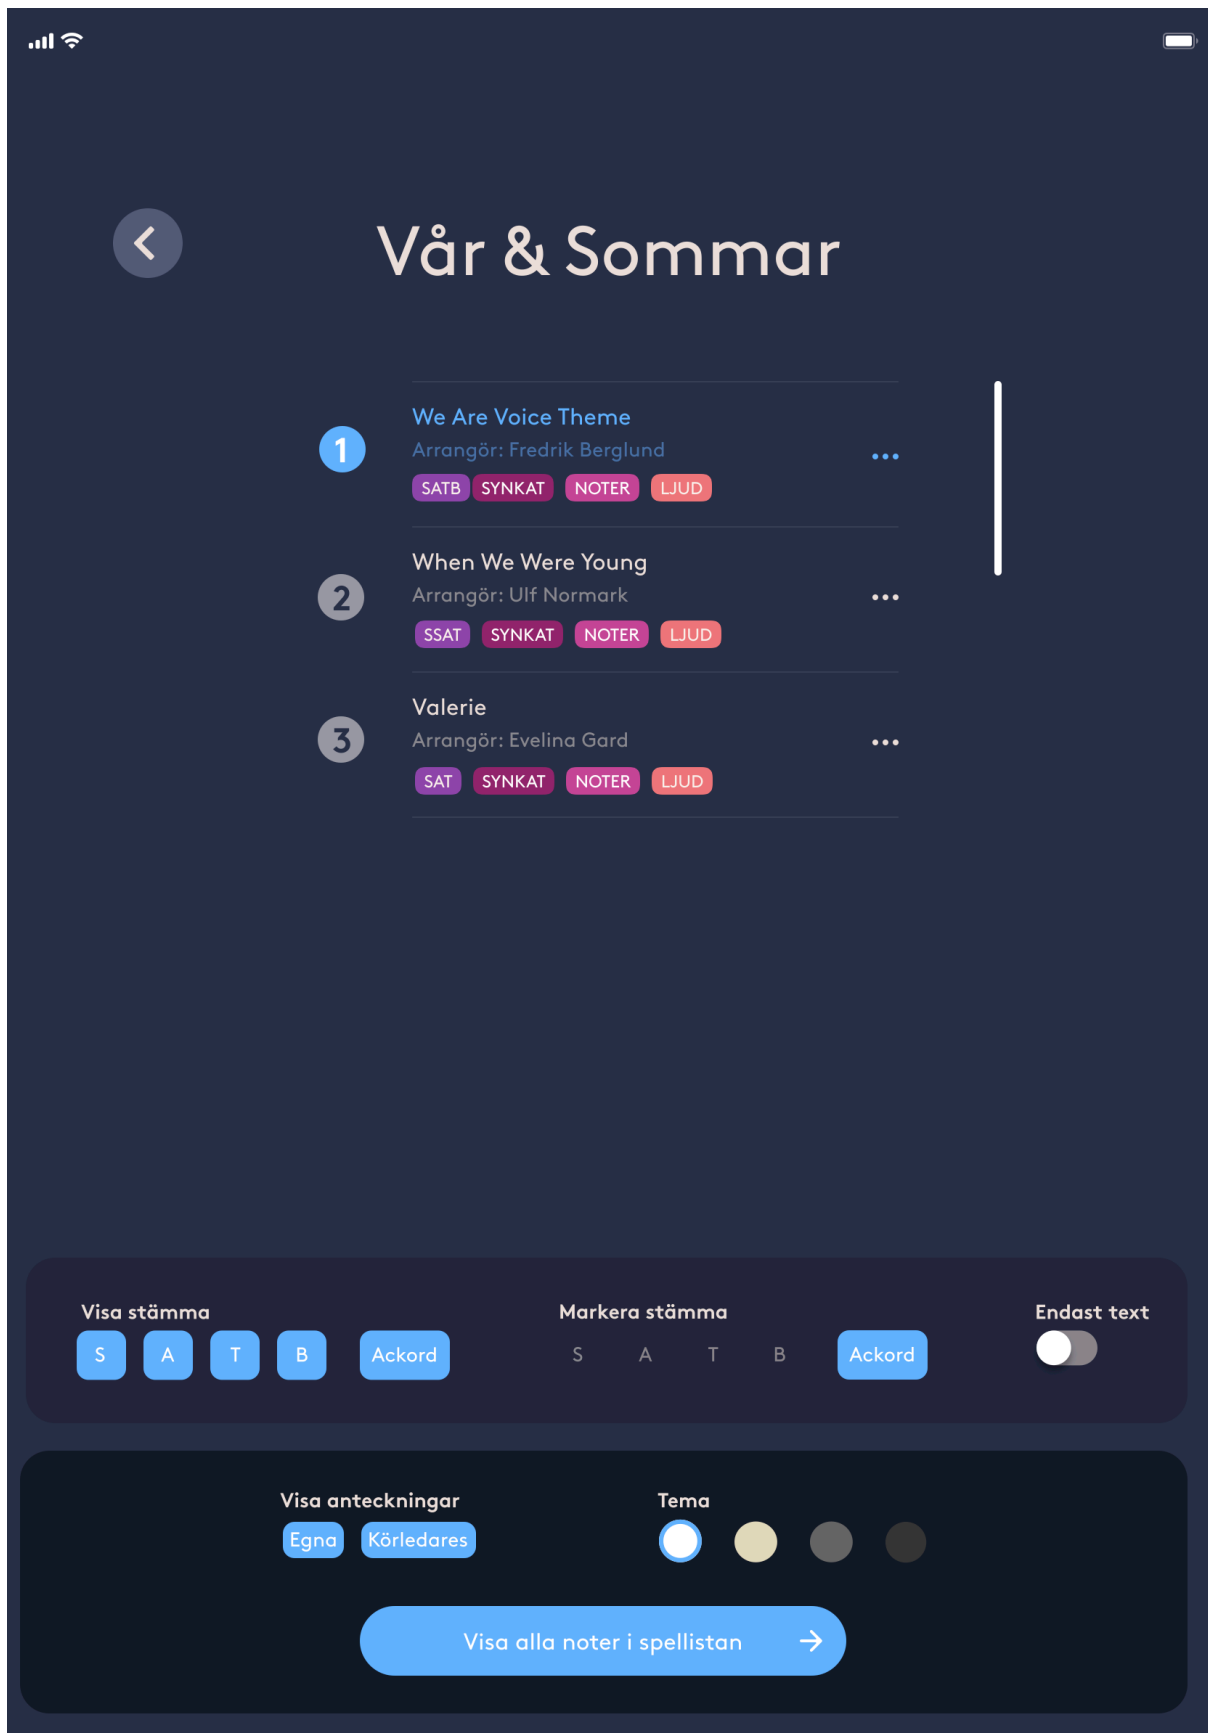 Vår & Sommar
1
We Are Voice Theme
Arrangör: Fredrik Berglund
SATB SYNKAT NOTER LJUD
2
When We Were Young
Arrangör: Ulf Normark
SSAT SYNKAT NOTER LJUD
3
Valerie
Arrangör: Evelina Gard
SAT SYNKAT NOTER LJUD
Visa stämma
S A T B Ackord
Markera stämma
S A T B Ackord
Endast text
Visa anteckningar
Egna Körledares
Tema
Visa alla noter i spellistan